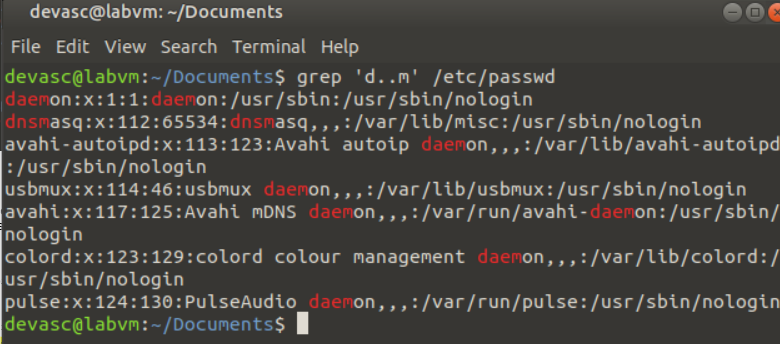 devasc@labvm: ~/Documents
File Edit View Search Terminal Help
devasc@labvm:~/Documents$ grep 'd..m' /etc/passwd
daemon:x:1:1:daemon:/usr/sbin:/usr/sbin/nologin
dnsmasq:x:112:65534:dnsmasq,,,:/var/lib/misc:/usr/sbin/nologin
avahi-autoipd:x:113:123:Avahi autoip daemon,,,:/var/lib/avahi-autoipd
:/usr/sbin/nologin
usbmux:x:114:46:usbmux daemon,,,:/var/lib/usbmux:/usr/sbin/nologin
avahi:x:117:125:Avahi mDNS daemon,,,:/var/run/avahi-daemon:/usr/sbin/
nologin
colord:x:123:129:colord colour management daemon,,,:/var/lib/colord:/
usr/sbin/nologin
pulse:x:124:130:PulseAudio daemon,,,:/var/run/pulse:/usr/sbin/nologin
devasc@labvm:~/Documents$